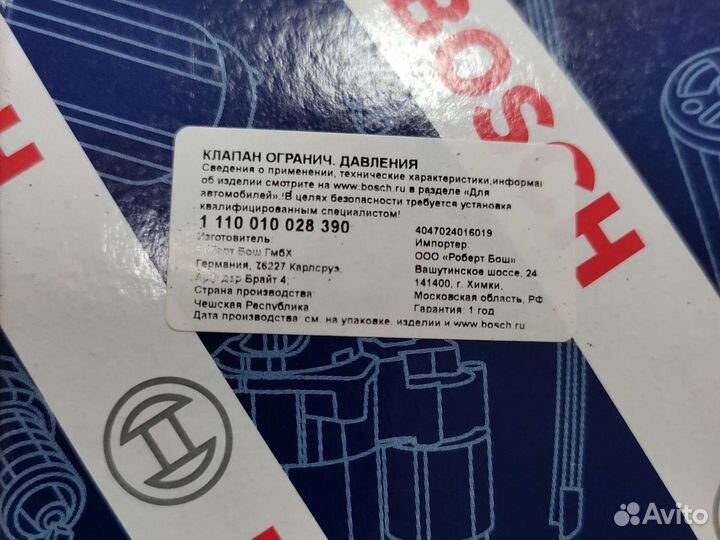 BOSCH
H
КЛАПАН ОГРАНИЧ. ДАВЛЕНИЯ
Сведения о применении, технические характеристики,информа
об изделии смотрите на www.bosch.ru в разделе «Для
автомобилей».!В целях безопасности требуется установка
квалифицированным специалистом!
1 110 010 028 390
Изготовитель:
Роберт Бош ГмбХ
Германия, 76227 Карлсруэ,
дер Брайт 4;
Страна производства:
Чешская Республика
4047024016019
Импортер:
ООО «Роберт Бош»
Вашутинское шоссе, 24
141400, г. Химки,
Московская область, РФ
Гарантия: 1 год
Дата производства: см. на упаковке, изделии и www.bosch.ru
Avito